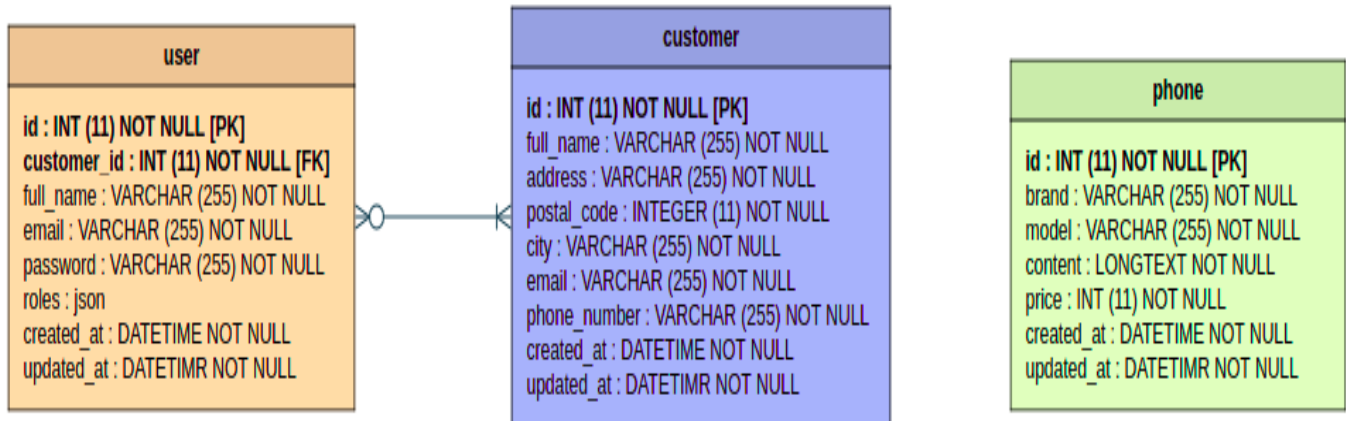 user
id : INT (11) NOT NULL [PK]
customer_id : INT (11) NOT NULL [FK]
full_name : VARCHAR (255) NOT NULL
email : VARCHAR (255) NOT NULL
password : VARCHAR (255) NOT NULL
roles : json
created_at : DATETIME NOT NULL
updated_at : DATETIMR NOT NULL
customer
id : INT (11) NOT NULL [PK]
full_name : VARCHAR (255) NOT NULL
address : VARCHAR (255) NOT NULL
postal_code : INTEGER (11) NOT NULL
city : VARCHAR (255) NOT NULL
email : VARCHAR (255) NOT NULL
phone_number : VARCHAR (255) NOT NULL
created_at : DATETIME NOT NULL
updated_at : DATETIMR NOT NULL
phone
id : INT (11) NOT NULL [PK]
brand : VARCHAR (255) NOT NULL
model : VARCHAR (255) NOT NULL
content : LONGTEXT NOT NULL
price : INT (11) NOT NULL
created_at : DATETIME NOT NULL
updated_at : DATETIMR NOT NULL